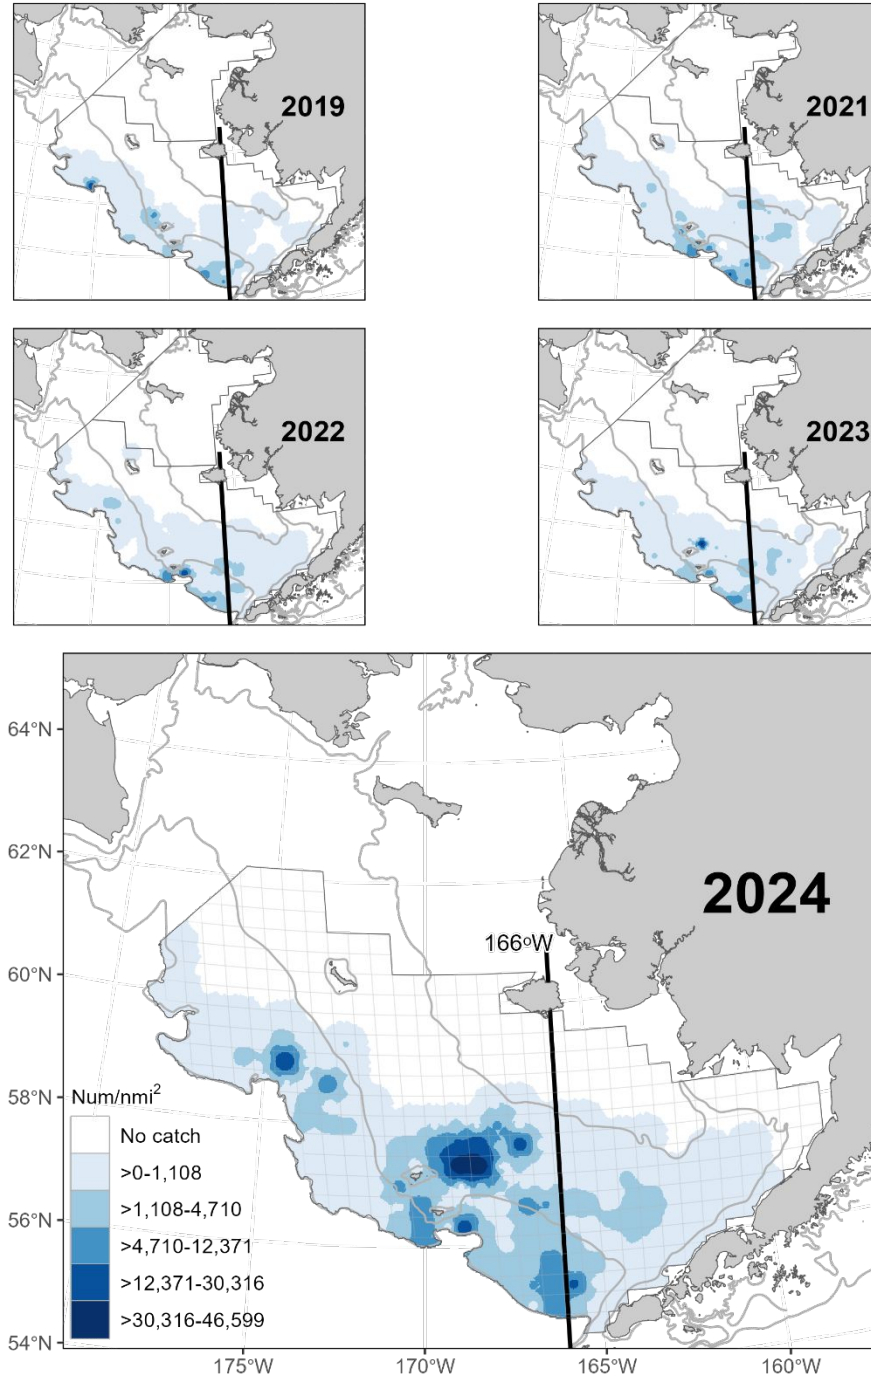 2019
2021
2022
2023
2024
166ᵒW
64°N
62°N
60°N
58°N
56°N
54°N
Num/nmi²
No catch
>0-1,108
>1,108-4,710
>4,710-12,371
>12,371-30,316
>30,316-46,599
175°W
170°W
165°W
160°W